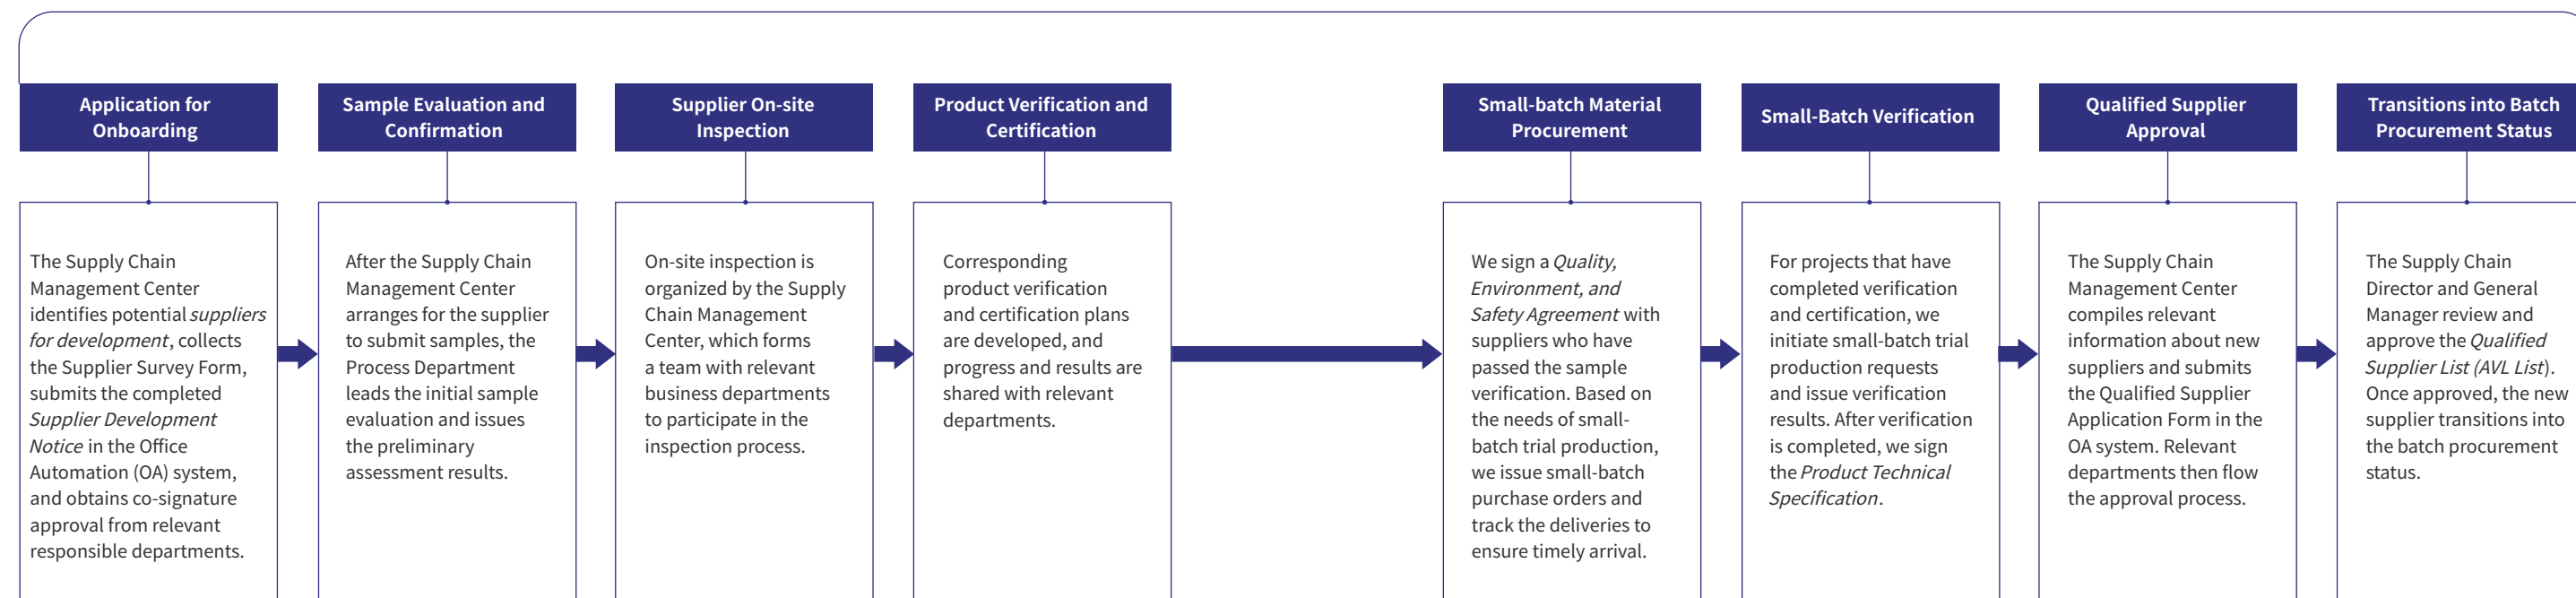 Application for
Onboarding
The Supply Chain
Management Center
identifies potential suppliers
for development, collects
the Supplier Survey Form,
submits the completed
Supplier Development
Notice in the Office
Automation (OA) system,
and obtains co-signature
approval from relevant
responsible departments.
Sample Evaluation and
Confirmation
After the Supply Chain
Management Center
arranges for the supplier
to submit samples, the
Process Department
leads the initial sample
evaluation and issues
the preliminary
assessment results.
Supplier On-site
Inspection
On-site inspection is
organized by the Supply
Chain Management
Center, which forms
a team with relevant
business departments
to participate in the
inspection process.
Product Verification and
Certification
Corresponding
product verification
and certification plans
are developed, and
progress and results are
shared with relevant
departments.
Small-batch Material
Procurement
We sign a Quality,
Environment, and
Safety Agreement with
suppliers who have
passed the sample
verification. Based on
the needs of small-
batch trial production,
we issue small-batch
purchase orders and
track the deliveries to
ensure timely arrival.
Small-Batch Verification
For projects that have
completed verification
and certification, we
initiate small-batch trial
production requests
and issue verification
results. After verification
is completed, we sign
the Product Technical
Specification.
Qualified Supplier
Approval
The Supply Chain
Management Center
compiles relevant
information about new
suppliers and submits
the Qualified Supplier
Application Form in the
OA system. Relevant
departments then flow
the approval process.
Transitions into Batch
Procurement Status
The Supply Chain
Director and General
Manager review and
approve the Qualified
Supplier List (AVL List).
Once approved, the new
supplier transitions into
the batch procurement
status.